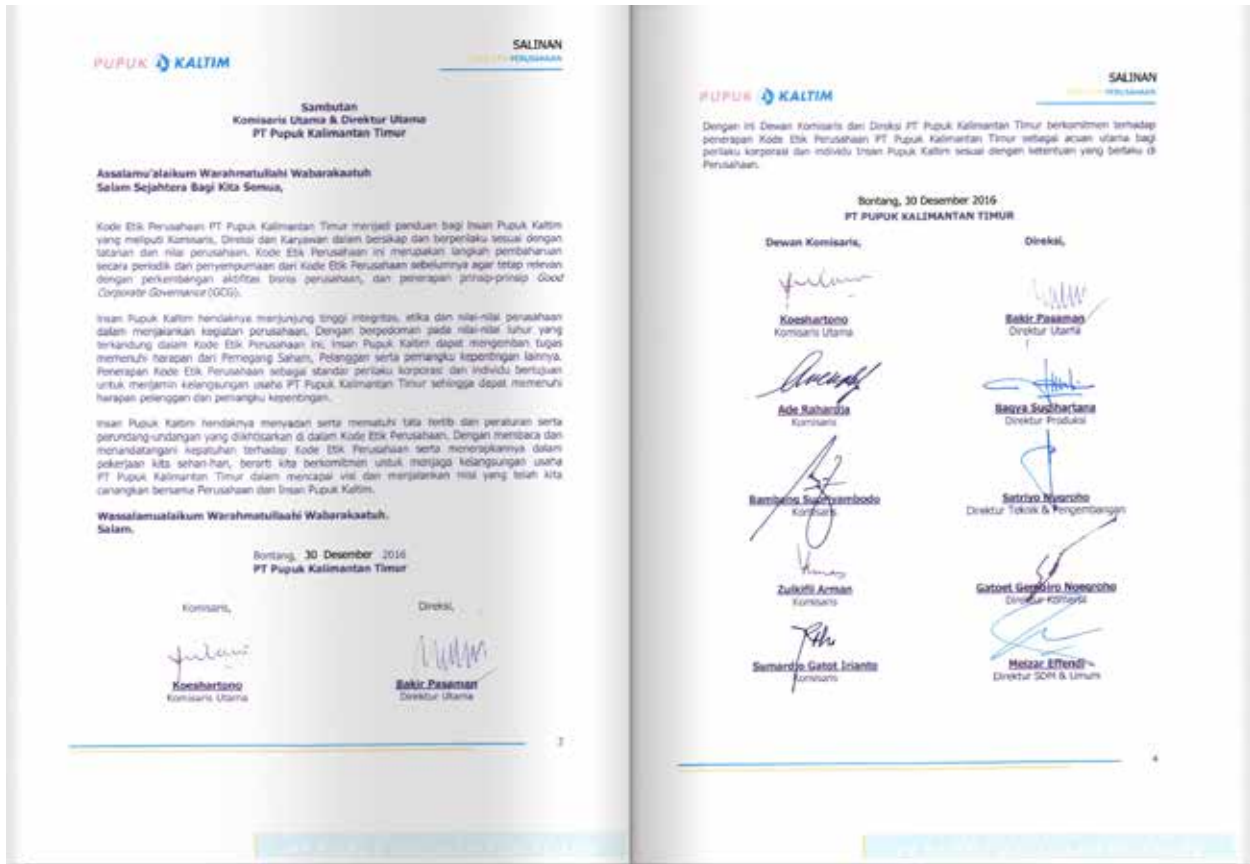 PUPUK KALTIM
SALINAN
PERUSAHAAN
Sambutan
Komisaris Utama & Direktur Utama
PT Pupuk Kalimantan Timur
Assalamu'alaikum Warahmatullahi Wabarakaatuh
Salam Sejahtera Bagi Kita Semua,
Kode Etik Perusahaan PT Pupuk Kalimantan Timur menjadi panduan bagi Insan Pupuk Kaltim
yang meliputi Komisaris, Direksi dan Karyawan dalam bersikap dan berperilaku sesuai dengan
tatanan dan nilai perusahaan. Kode Etik Perusahaan ini merupakan langkah pembaharuan
secara periodik dan penyempurnaan dari Kode Etik Perusahaan sebelumnya agar tetap relevan
dengan perkembangan aktifitas bisnis perusahaan, dan penerapan prinsip-prinsip Good
Corporate Governance (GCG).
Insan Pupuk Kaltim hendaknya menjunjung tinggi integritas, etika dan nilai-nilai perusahaan
dalam menjalankan kegiatan perusahaan. Dengan berpedoman pada nilai-nilai luhur yang
terkandung dalam Kode Etik Perusahaan ini, Insan Pupuk Kaltim dapat mengemban tugas
memenuhi harapan dari Pemegang Saham, Pelanggan serta pemangku kepentingan lainnya.
Penerapan Kode Etik Perusahaan sebagai standar perilaku korporasi dan individu bertujuan
untuk menjamin kelangsungan usaha PT Pupuk Kalimantan Timur sehingga dapat memenuhi
harapan pelanggan dan pemangku kepentingan.
Insan Pupuk Kaltim hendaknya menyadari serta mematuhi tata tertib dan peraturan serta
perundang-undangan yang diikhtisarkan di dalam Kode Etik Perusahaan. Dengan membaca dan
menandatangani kepatuhan terhadap Kode Etik Perusahaan serta menerapkannya dalam
pekerjaan kita sehari-hari, berarti kita berkomitmen untuk menjaga kelangsungan usaha
PT Pupuk Kalimantan Timur dalam mencapai visi dan menjalankan misi yang telah kita
canangkan bersama Perusahaan dan Insan Pupuk Kaltim.
Wassalamualaikum Warahmatullaahi Wabarakaatuh.
Salam.
Bontang, 30 Desember 2016
PT Pupuk Kalimantan Timur
Komisaris, Direksi,
Koeshartono Bakir Pasaman
Komisaris Utama Direktur Utama
PUPUK KALTIM
SALINAN
PERUSAHAAN
Dengan ini Dewan Komisaris dan Direksi PT Pupuk Kalimantan Timur berkomitmen terhadap
penerapan Kode Etik Perusahaan PT Pupuk Kalimantan Timur sebagai acuan utama bagi
perilaku korporasi dan individu Insan Pupuk Kaltim sesuai dengan ketentuan yang berlaku di
Perusahaan.
Bontang, 30 Desember 2016
PT PUPUK KALIMANTAN TIMUR
Dewan Komisaris, Direksi,
Koeshartono Bakir Pasaman
Komisaris Utama Direktur Utama
Ade Rahardja Bagya Sugihartana
Komisaris Direktur Produksi
Bambang Supriyambodo Satriyo Nugroho
Komisaris Direktur Teknik & Pengembangan
Zulkifli Arman Gatoet Gembiro Noegroho
Komisaris Direktur Komersil
Sumardjo Gatot Irianto Meizar Effendi
Komisaris Direktur SDM & Umum
4